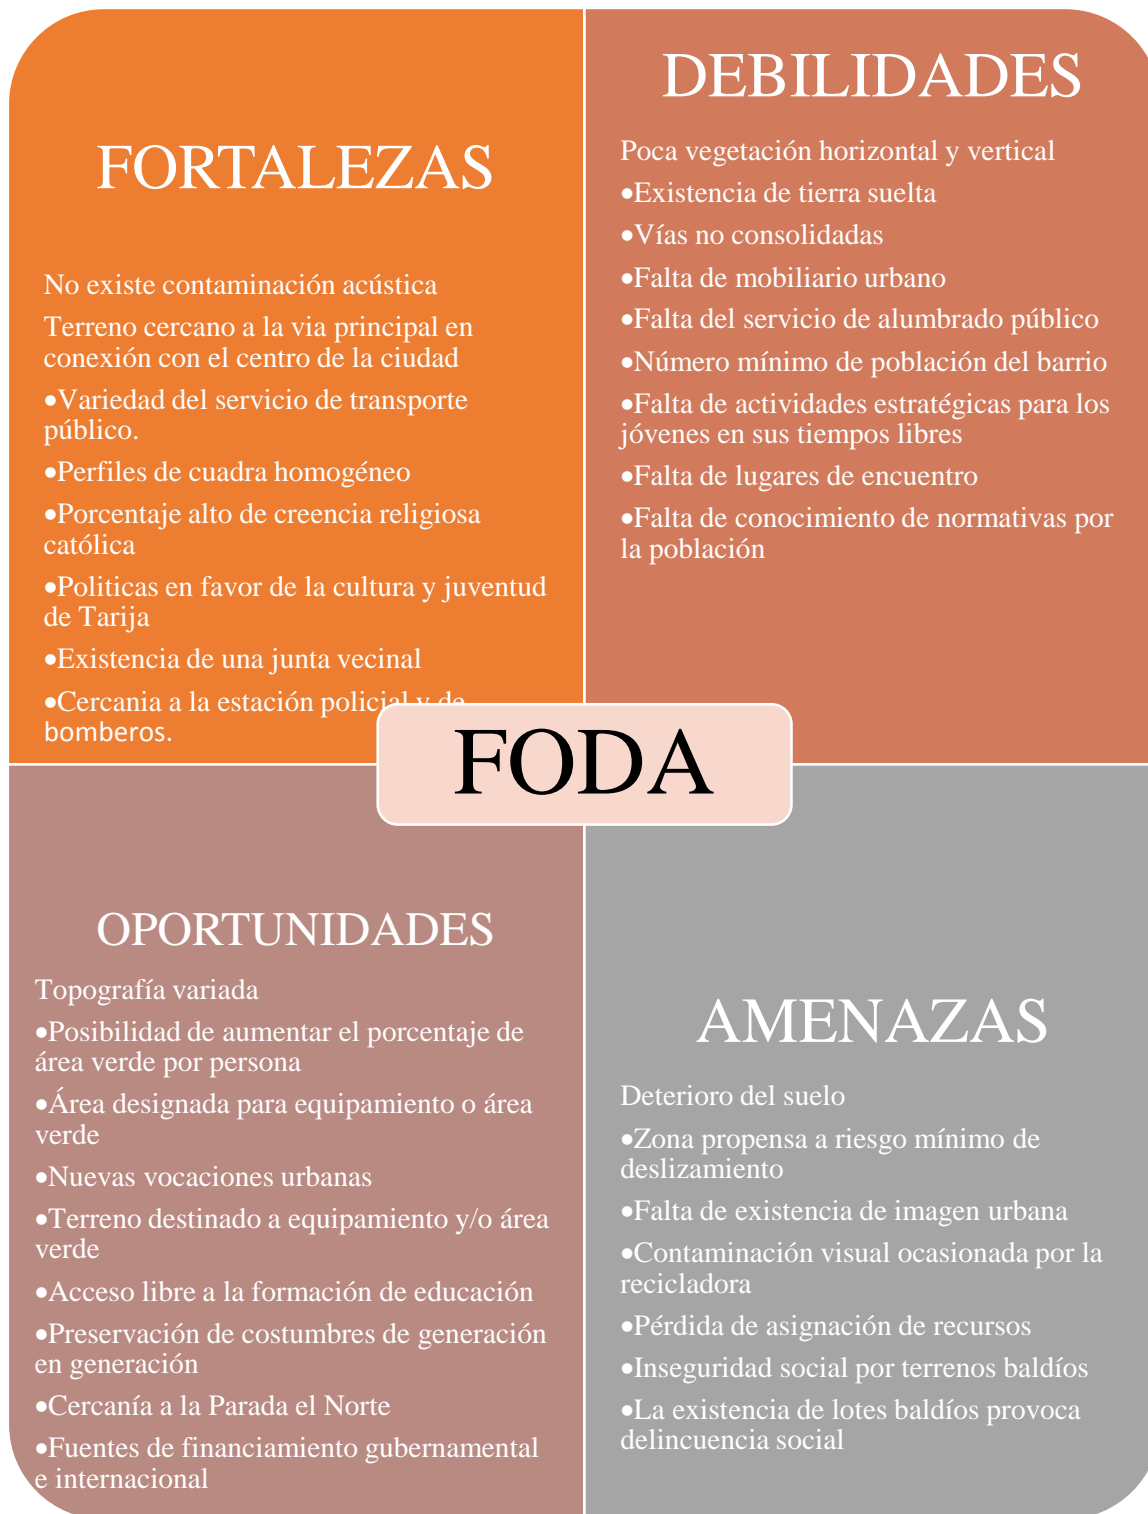 FORTALEZAS
No existe contaminación acústica
Terreno cercano a la via principal en
conexión con el centro de la ciudad
•Variedad del servicio de transporte
público.
•Perfiles de cuadra homogéneo
•Porcentaje alto de creencia religiosa
católica
•Politicas en favor de la cultura y juventud
de Tarija
•Existencia de una junta vecinal
•Cercania a la estación policial y de
bomberos.
DEBILIDADES
Poca vegetación horizontal y vertical
•Existencia de tierra suelta
•Vías no consolidadas
•Falta de mobiliario urbano
•Falta del servicio de alumbrado público
•Número mínimo de población del barrio
•Falta de actividades estratégicas para los
jóvenes en sus tiempos libres
•Falta de lugares de encuentro
•Falta de conocimiento de normativas por
la población
FODA
OPORTUNIDADES
Topografía variada
•Posibilidad de aumentar el porcentaje de
área verde por persona
•Área designada para equipamiento o área
verde
•Nuevas vocaciones urbanas
•Terreno destinado a equipamiento y/o área
verde
•Acceso libre a la formación de educación
•Preservación de costumbres de generación
en generación
•Cercanía a la Parada el Norte
•Fuentes de financiamiento gubernamental
e internacional
AMENAZAS
Deterioro del suelo
•Zona propensa a riesgo mínimo de
deslizamiento
•Falta de existencia de imagen urbana
•Contaminación visual ocasionada por la
recicladora
•Pérdida de asignación de recursos
•Inseguridad social por terrenos baldíos
•La existencia de lotes baldíos provoca
delincuencia social